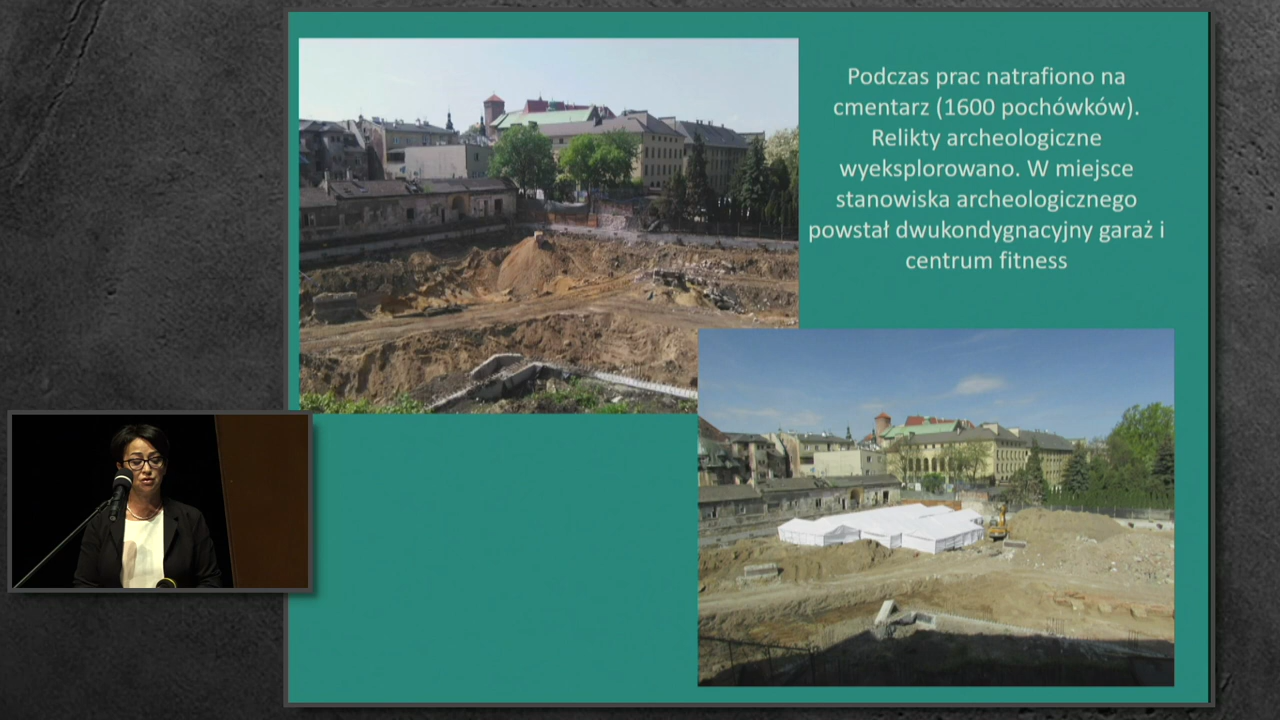 Podczas prac natrafiono na
cmentarz (1600 pochówków).
Relikty archeologiczne
wyeksplorowano. W miejsce
stanowiska archeologicznego
powstał dwukondygnacyjny garaż i
centrum fitness